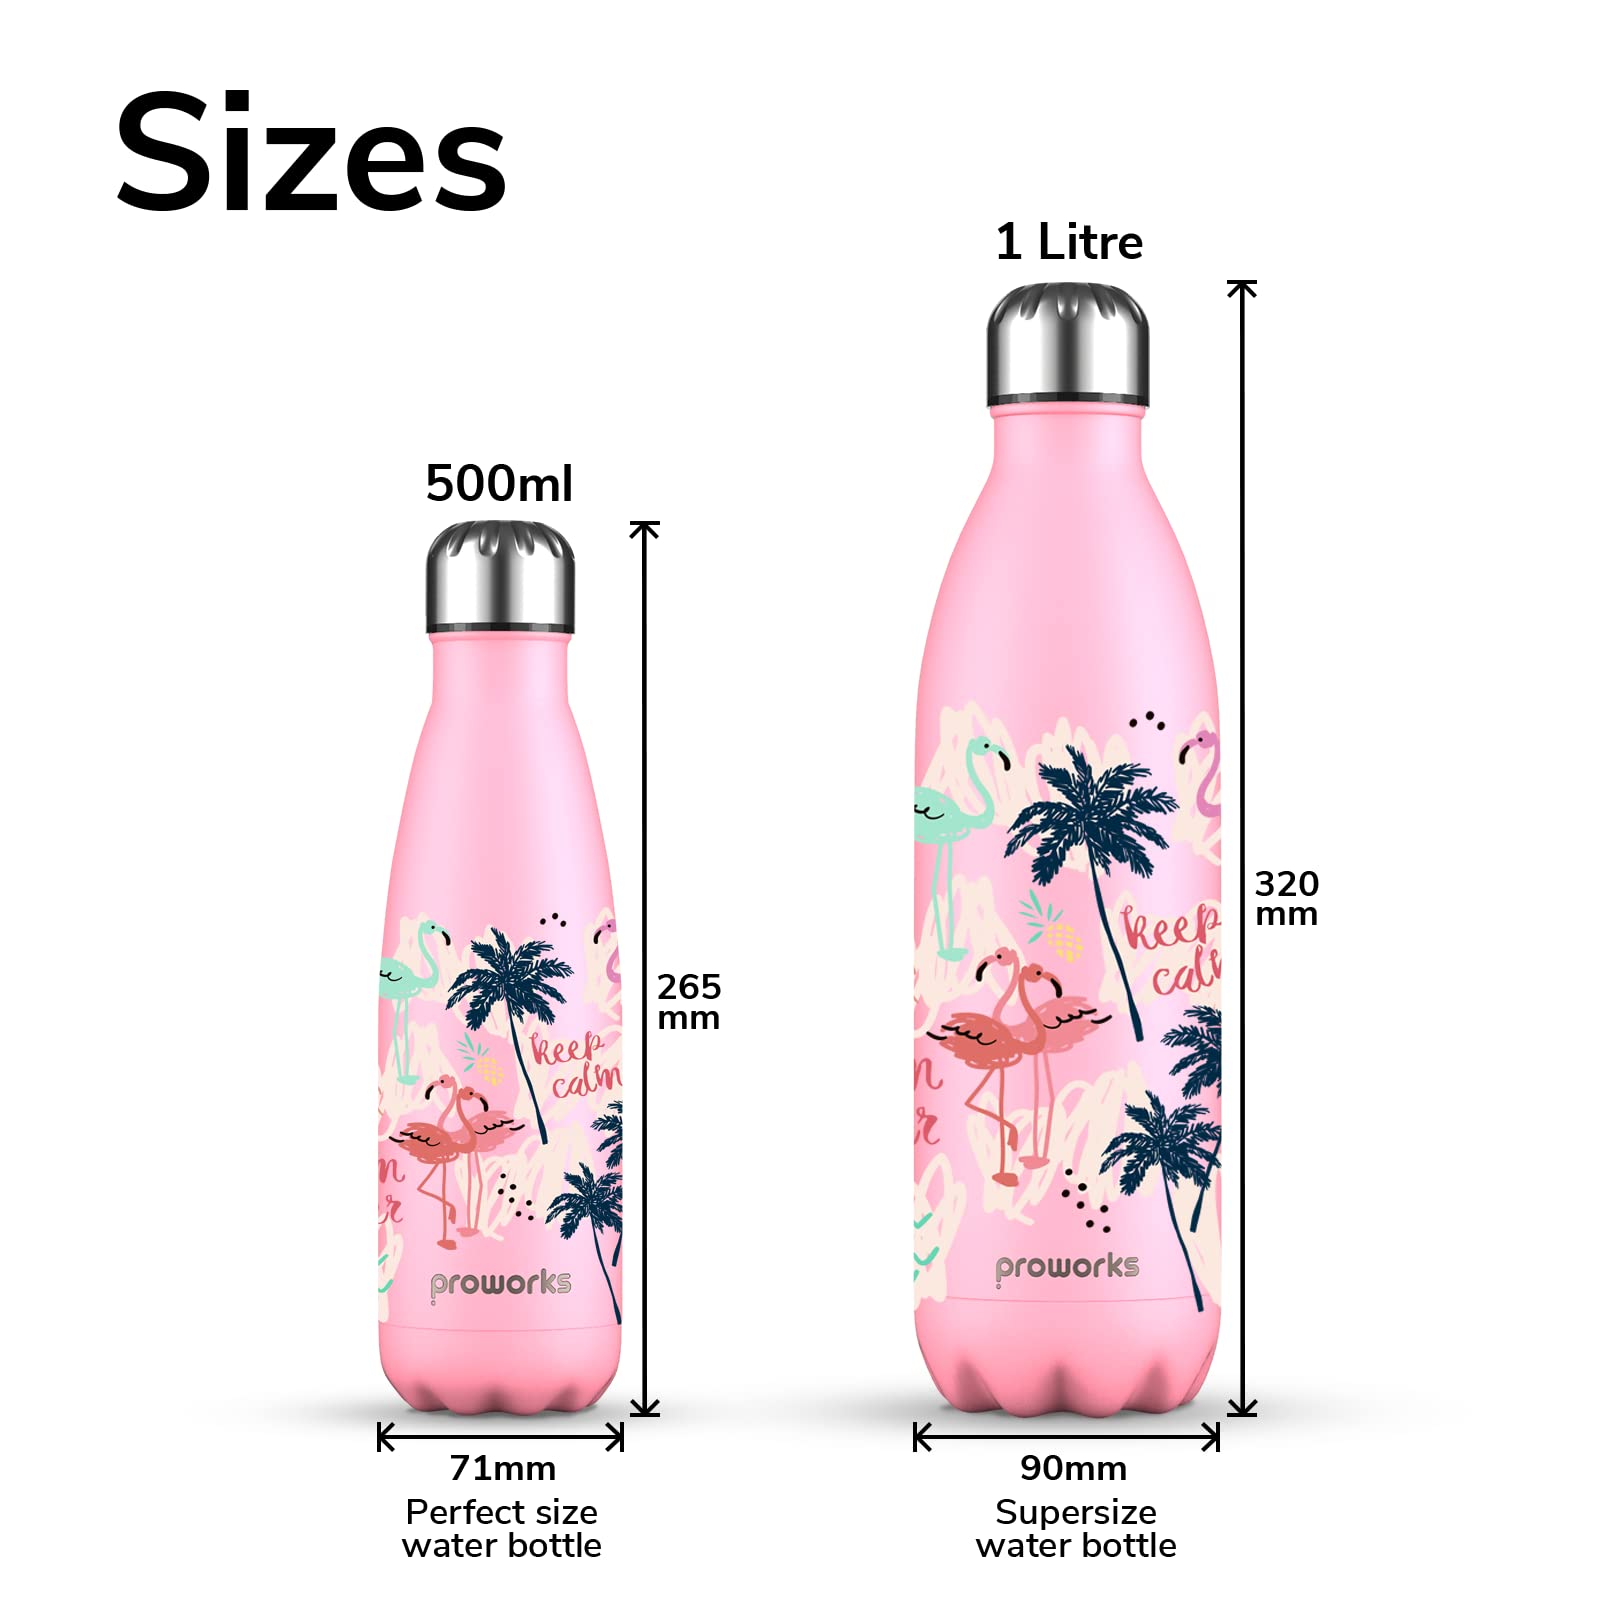 Sizes
1 Litre
500ml
320
mm
keep
calm
265
mm
keep
calm
proworks
proworks
71mm
90mm
Perfect size
water bottle
Supersize
water bottle